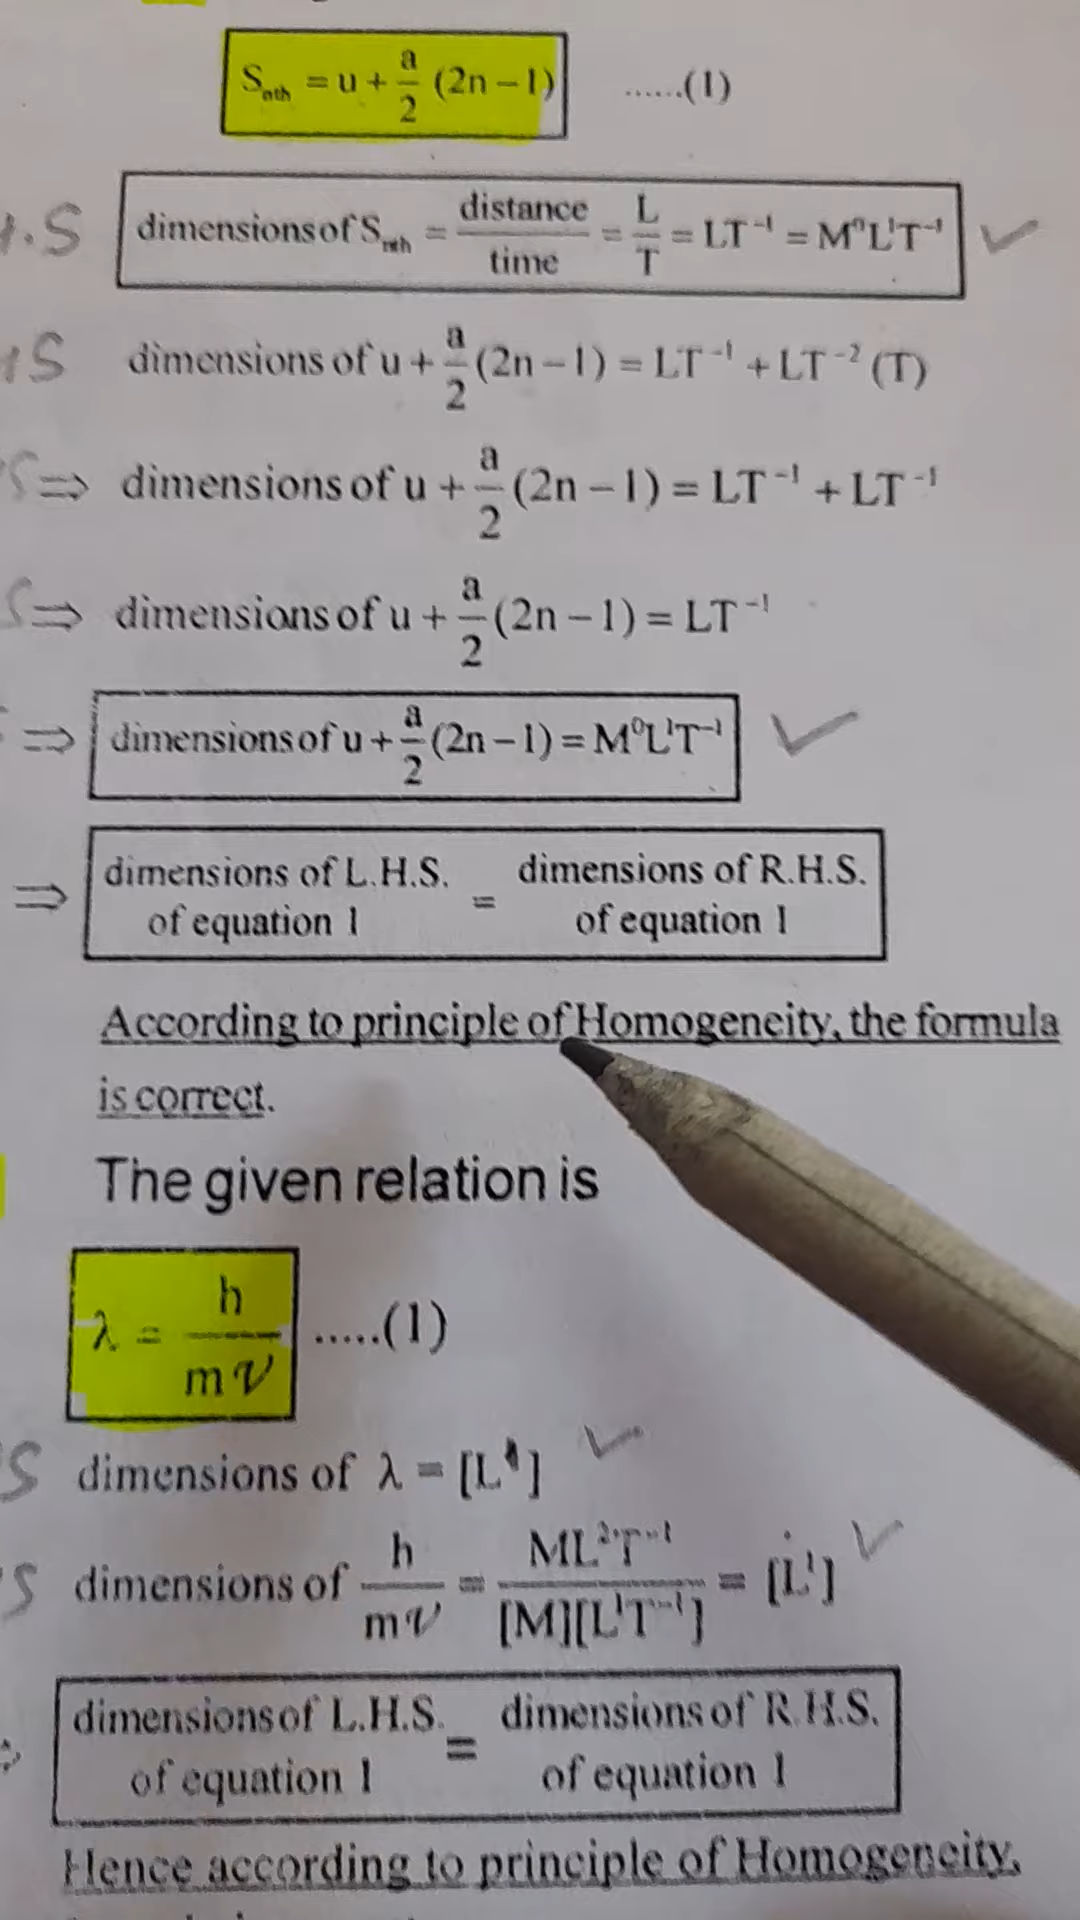 S_nth = u + a/2 (2n – 1) ......(1)
.S dimensions of S_nth = distance/time = L/T = LT⁻¹ = M⁰L¹T⁻¹
S dimensions of u + a/2 (2n – 1) = LT⁻¹ + LT⁻² (T)
S ⇒ dimensions of u + a/2 (2n – 1) = LT⁻¹ + LT⁻¹
S ⇒ dimensions of u + a/2 (2n – 1) = LT⁻¹
⇒ dimensions of u + a/2 (2n – 1) = M⁰L¹T⁻¹
⇒ dimensions of L.H.S. = dimensions of R.H.S.
of equation 1 of equation 1
According to principle of Homogeneity, the formula
is correct.
The given relation is
λ = h/mv .....(1)
S dimensions of λ = [L¹]
S dimensions of h/mv = ML²T⁻¹/[M][L¹T⁻¹] = [L¹]
dimensions of L.H.S. = dimensions of R.H.S.
of equation 1 of equation 1
Hence according to principle of Homogeneity,